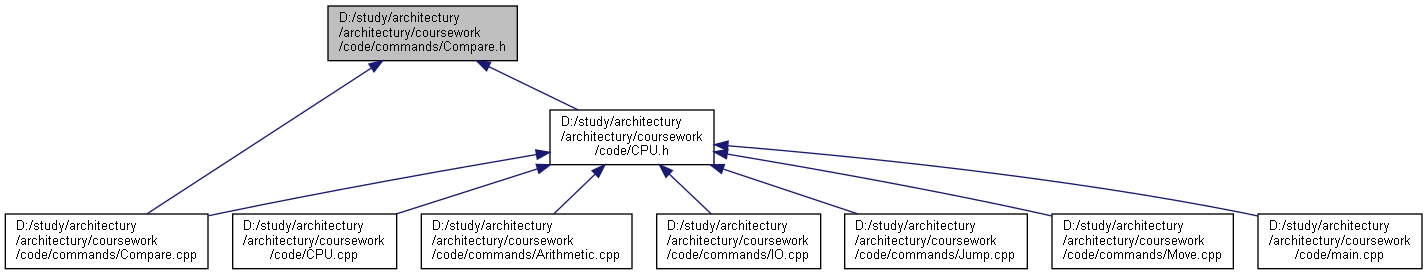 D:/study/architectury
/architectury/coursework
/code/commands/Compare.h
D:/study/architectury
/architectury/coursework
/code/CPU.h
D:/study/architectury
/architectury/coursework
/code/commands/Compare.cpp
D:/study/architectury
/architectury/coursework
/code/CPU.cpp
D:/study/architectury
/architectury/coursework
/code/commands/Arithmetic.cpp
D:/study/architectury
/architectury/coursework
/code/commands/IO.cpp
D:/study/architectury
/architectury/coursework
/code/commands/Jump.cpp
D:/study/architectury
/architectury/coursework
/code/commands/Move.cpp
D:/study/architectury
/architectury/coursework
/code/main.cpp